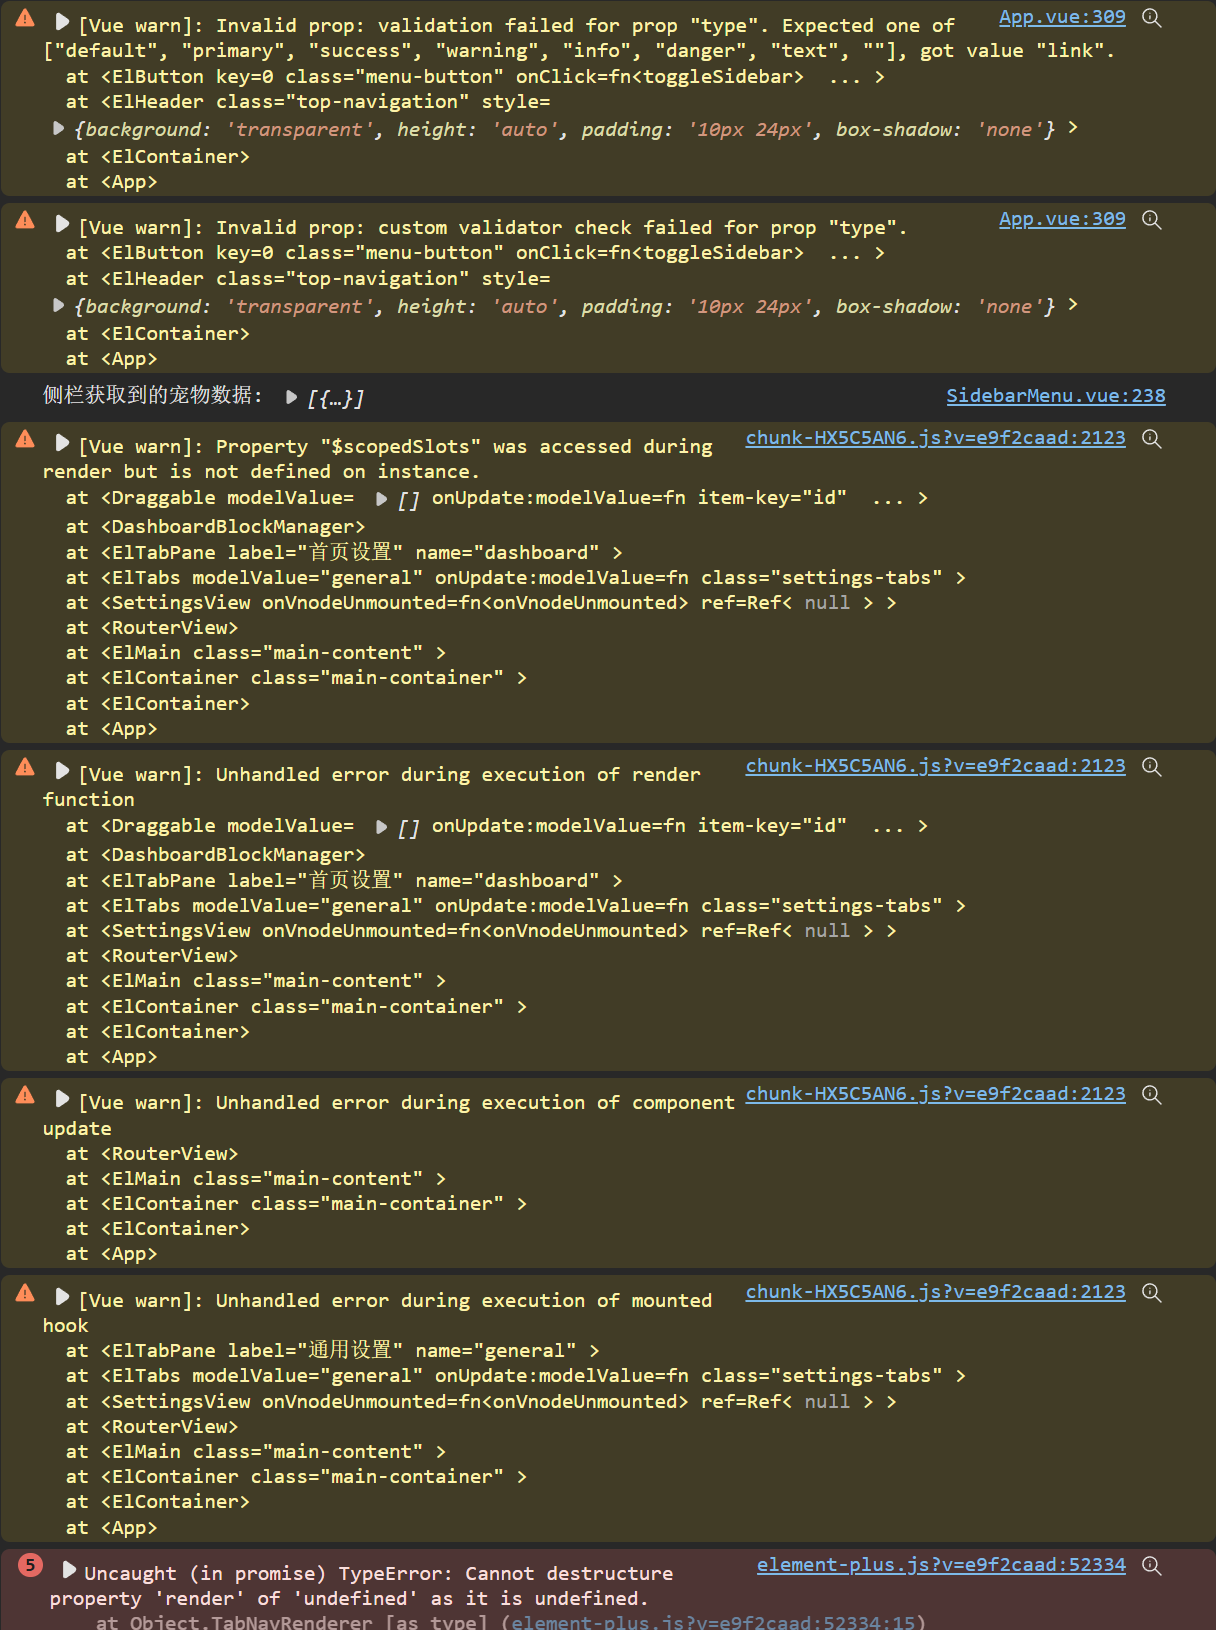 [Vue warn]: Invalid prop: validation failed for prop "type". Expected one of App.vue:309
["default", "primary", "success", "warning", "info", "danger", "text", ""], got value "link".
at <ElButton key=0 class="menu-button" onClick=fn<toggleSidebar> ... >
at <ElHeader class="top-navigation" style=
{background: 'transparent', height: 'auto', padding: '10px 24px', box-shadow: 'none'} >
at <ElContainer>
at <App>
[Vue warn]: Invalid prop: custom validator check failed for prop "type". App.vue:309
at <ElButton key=0 class="menu-button" onClick=fn<toggleSidebar> ... >
at <ElHeader class="top-navigation" style=
{background: 'transparent', height: 'auto', padding: '10px 24px', box-shadow: 'none'} >
at <ElContainer>
at <App>
侧栏获取到的宠物数据: [{…}] SidebarMenu.vue:238
[Vue warn]: Property "$scopedSlots" was accessed during chunk-HX5C5AN6.js?v=e9f2caad:2123
render but is not defined on instance.
at <Draggable modelValue= [] onUpdate:modelValue=fn item-key="id" ... >
at <DashboardBlockManager>
at <ElTabPane label="首页设置" name="dashboard" >
at <ElTabs modelValue="general" onUpdate:modelValue=fn class="settings-tabs" >
at <SettingsView onVnodeUnmounted=fn<onVnodeUnmounted> ref=Ref< null > >
at <RouterView>
at <ElMain class="main-content" >
at <ElContainer class="main-container" >
at <ElContainer>
at <App>
[Vue warn]: Unhandled error during execution of render chunk-HX5C5AN6.js?v=e9f2caad:2123
function
at <Draggable modelValue= [] onUpdate:modelValue=fn item-key="id" ... >
at <DashboardBlockManager>
at <ElTabPane label="首页设置" name="dashboard" >
at <ElTabs modelValue="general" onUpdate:modelValue=fn class="settings-tabs" >
at <SettingsView onVnodeUnmounted=fn<onVnodeUnmounted> ref=Ref< null > >
at <RouterView>
at <ElMain class="main-content" >
at <ElContainer class="main-container" >
at <ElContainer>
at <App>
[Vue warn]: Unhandled error during execution of component chunk-HX5C5AN6.js?v=e9f2caad:2123
update
at <RouterView>
at <ElMain class="main-content" >
at <ElContainer class="main-container" >
at <ElContainer>
at <App>
[Vue warn]: Unhandled error during execution of mounted chunk-HX5C5AN6.js?v=e9f2caad:2123
hook
at <ElTabPane label="通用设置" name="general" >
at <ElTabs modelValue="general" onUpdate:modelValue=fn class="settings-tabs" >
at <SettingsView onVnodeUnmounted=fn<onVnodeUnmounted> ref=Ref< null > >
at <RouterView>
at <ElMain class="main-content" >
at <ElContainer class="main-container" >
at <ElContainer>
at <App>
5 Uncaught (in promise) TypeError: Cannot destructure element-plus.js?v=e9f2caad:52334
property 'render' of 'undefined' as it is undefined.
at Object.TabNavRenderer [as type] (element-plus.js?v=e9f2caad:52334:15)